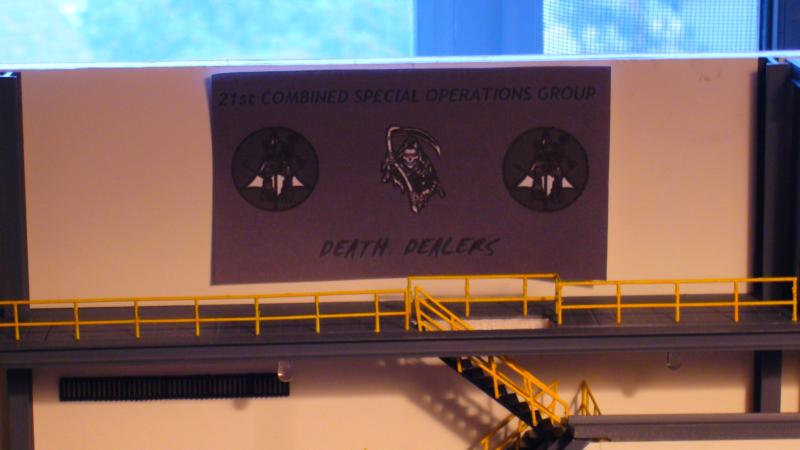 21st COMBINED SPECIAL OPERATIONS GROUP
DEATH DEALERS